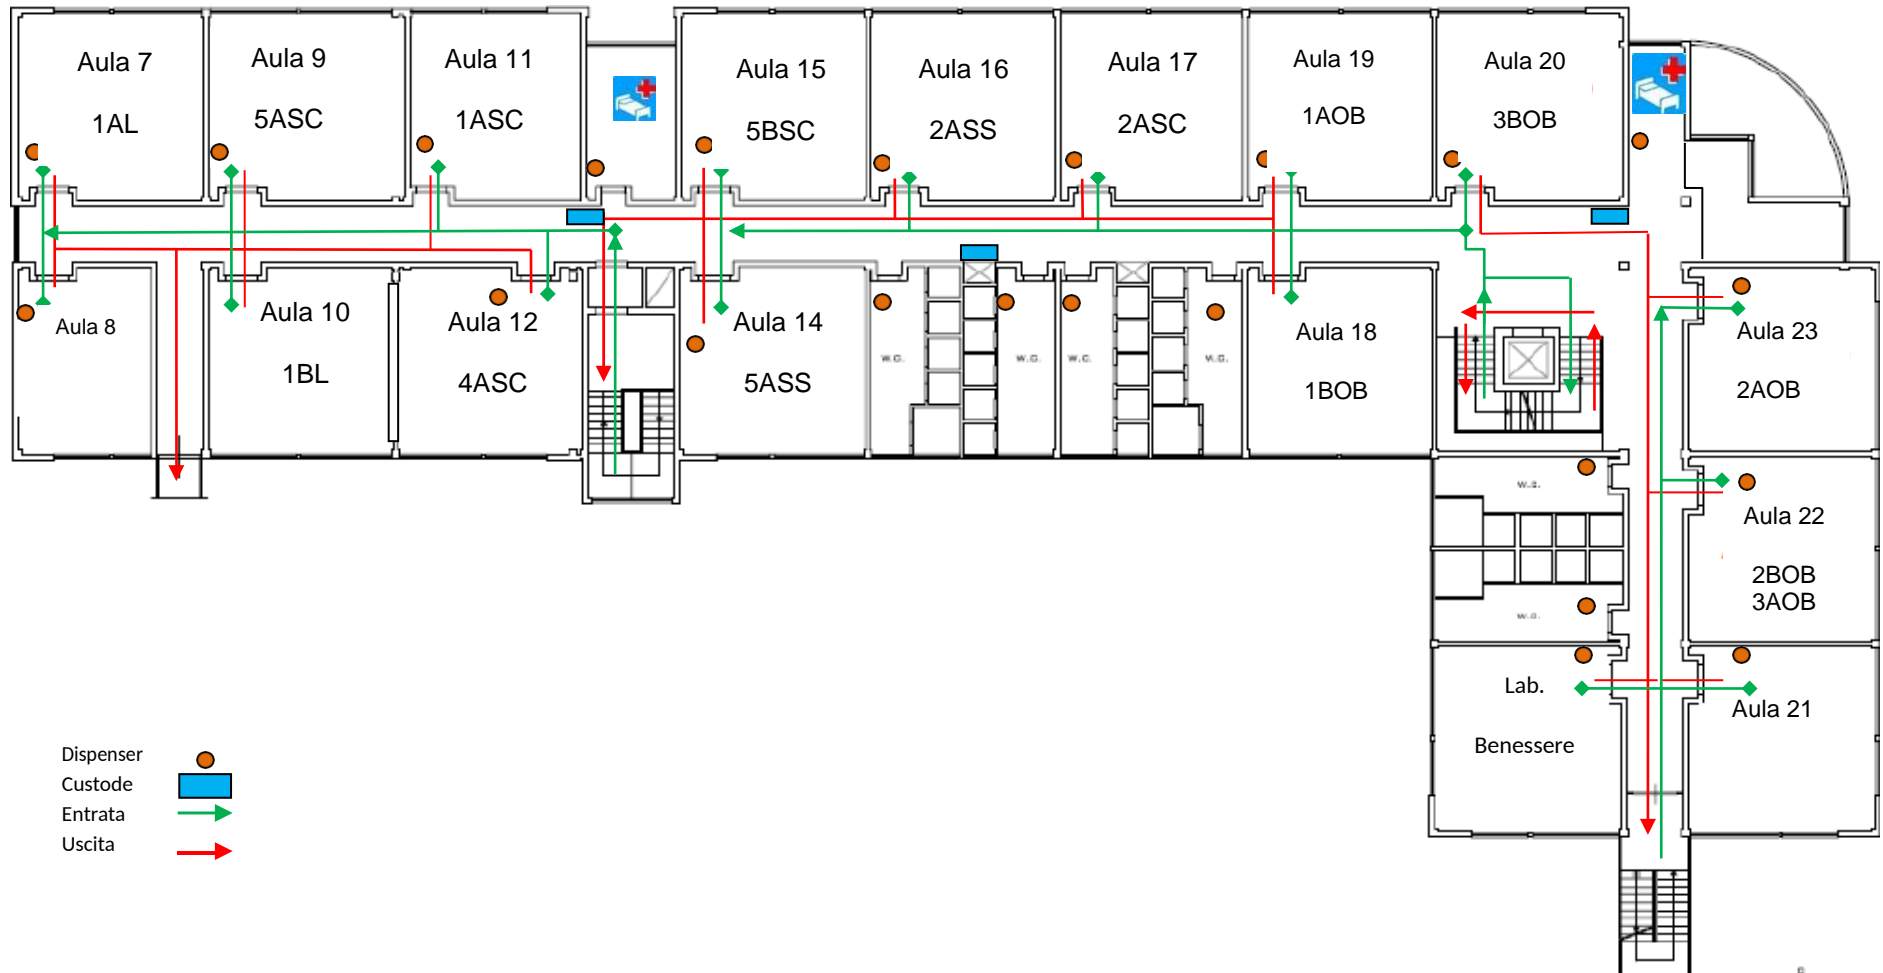 Aula 7
1AL
Aula 9
5ASC
Aula 11
1ASC
Aula 15
5BSC
Aula 16
2ASS
Aula 17
2ASC
Aula 19
1AOB
Aula 20
3BOB
Aula 8
Aula 10
1BL
Aula 12
4ASC
Aula 14
5ASS
W.C.
W.C.
W.C.
W.C.
Aula 18
1BOB
Aula 23
2AOB
W.C.
Aula 22
2BOB
3AOB
W.C.
Lab.
Benessere
Aula 21
Dispenser
Custode
Entrata
Uscita